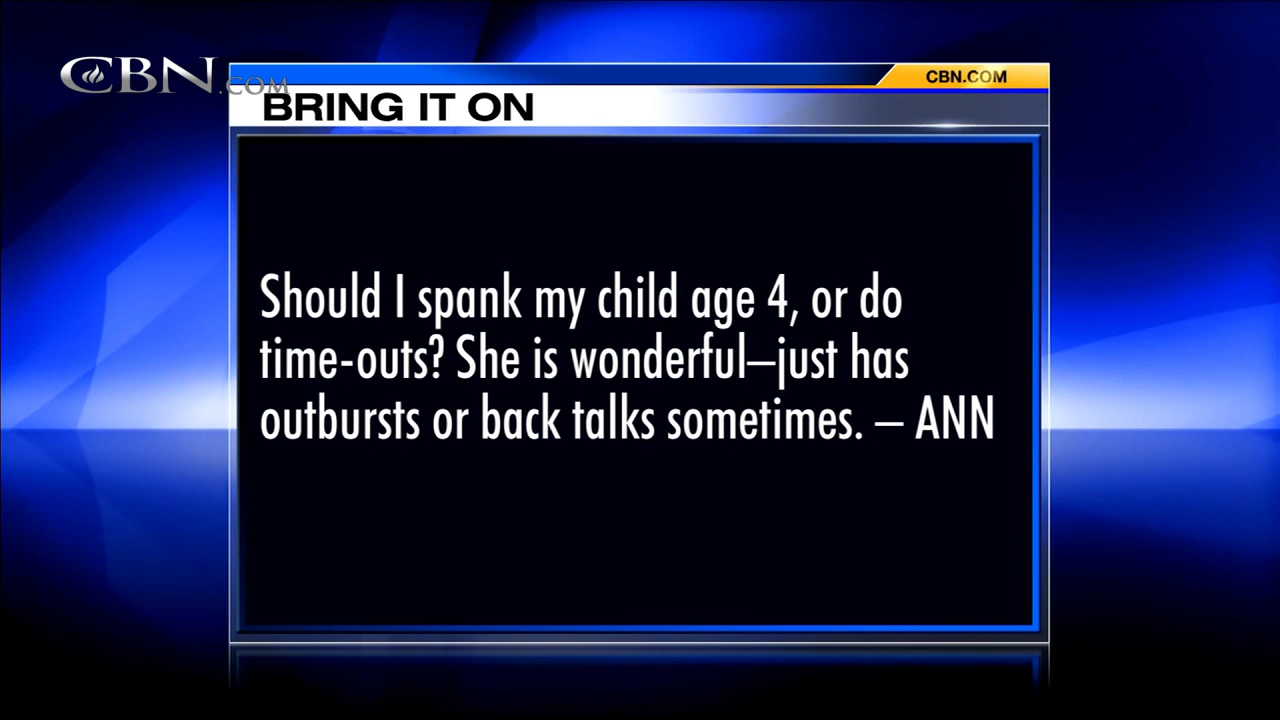 CBN.COM
CBN.COM
BRING IT ON
Should I spank my child age 4, or do
time-outs? She is wonderful–just has
outbursts or back talks sometimes. – ANN